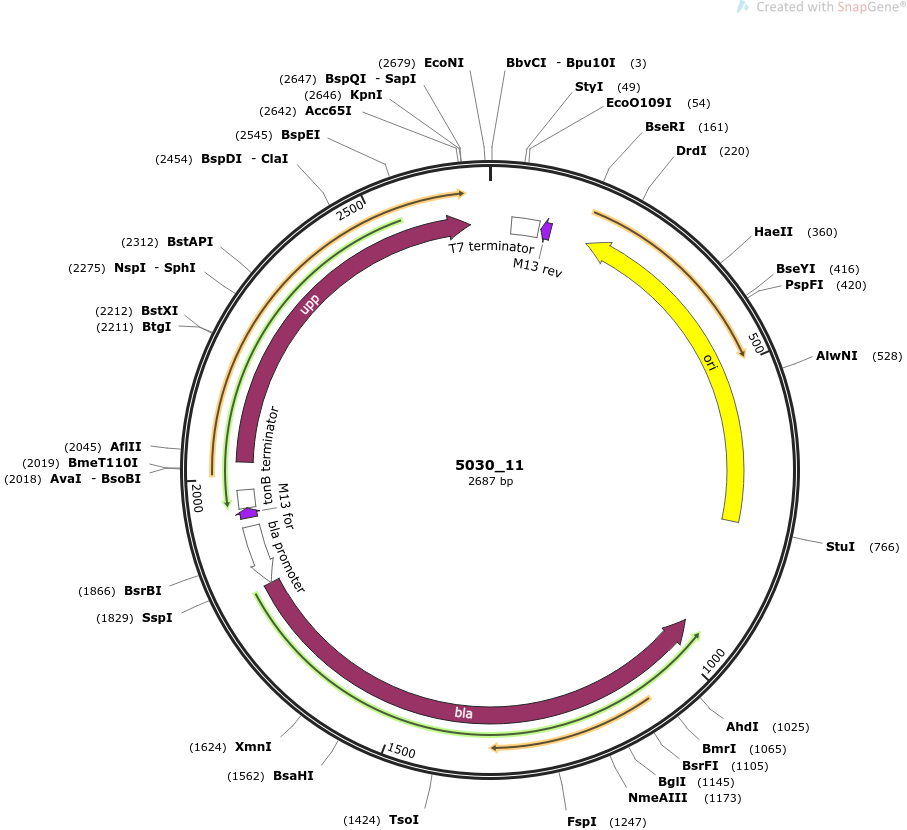 Created with SnapGene®
(2679) EcoNI
BbvCI - Bpu10I (3)
(2647) BspQI - SapI
StyI (49)
(2646) KpnI
EcoO109I (54)
(2642) Acc65I
BseRI (161)
(2545) BspEI
DrdI (220)
(2454) BspDI - ClaI
2500
HaeII (360)
(2312) BstAPI
T7 terminator
M13 rev
(2275) NspI - SphI
BseYI (416)
PspFI (420)
upp
(2212) BstXI
(2211) BtgI
500
ori
AlwNI (528)
(2045) AflII
(2019) BmeT110I
(2018) AvaI - BsoBI
tonB terminator
5030_11
2687 bp
2000
M13 for
bla promoter
StuI (766)
(1866) BsrBI
(1829) SspI
1000
bla
AhdI (1025)
(1624) XmnI
BmrI (1065)
1500
BsrFI (1105)
(1562) BsaHI
BglI (1145)
NmeAIII (1173)
(1424) TsoI
FspI (1247)